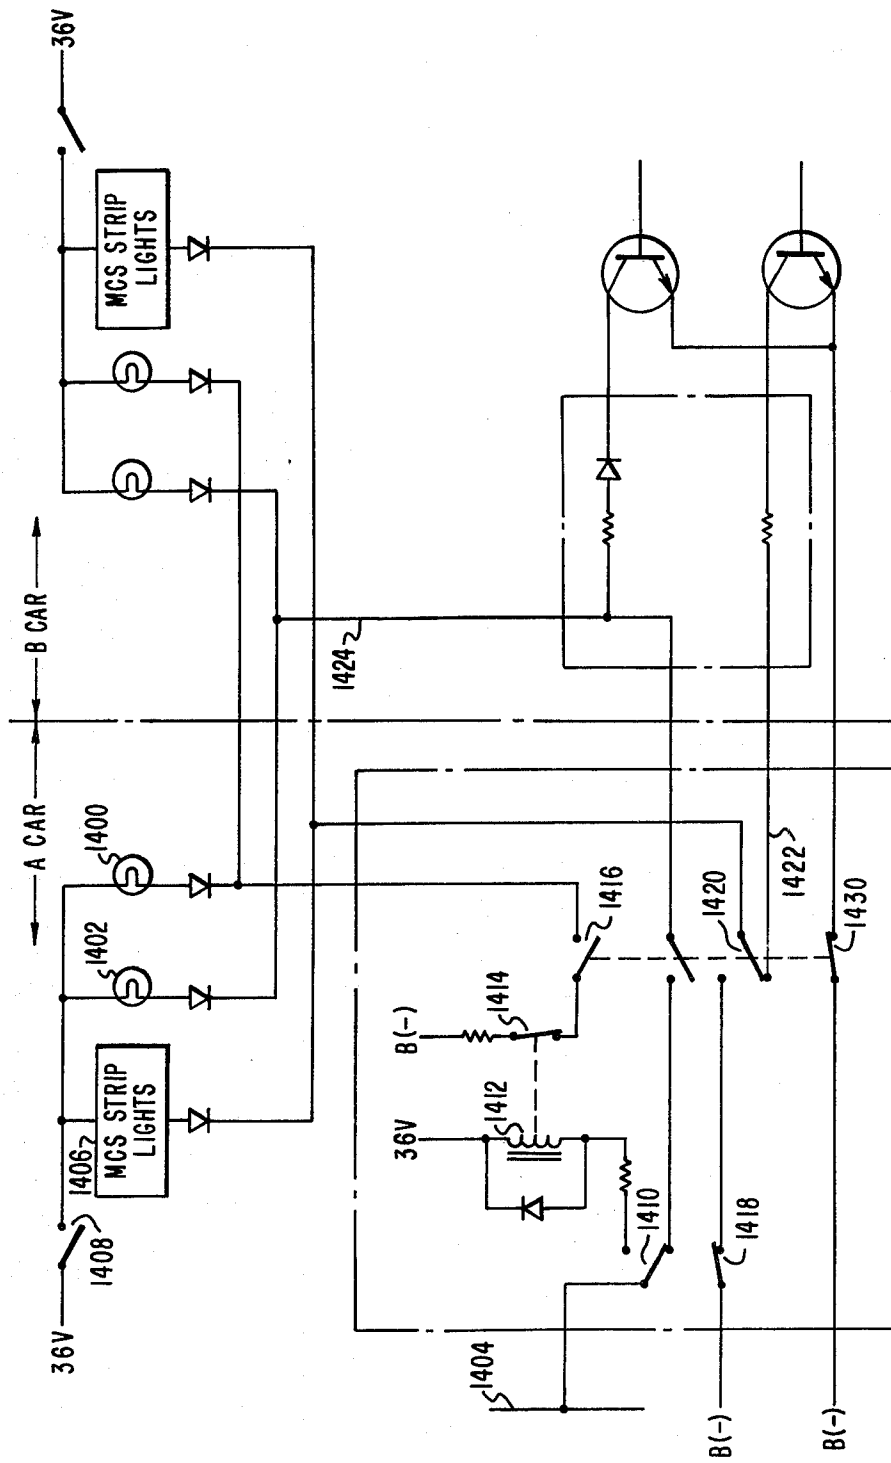 36V
MCS STRIP
LIGHTS
B CAR
A CAR
1424
1400
1402
1406
MCS STRIP
LIGHTS
1408
36V
1416
1420
1422
1430
B(-)
1414
36V
1412
1410
1418
1404
B(-)
B(-)